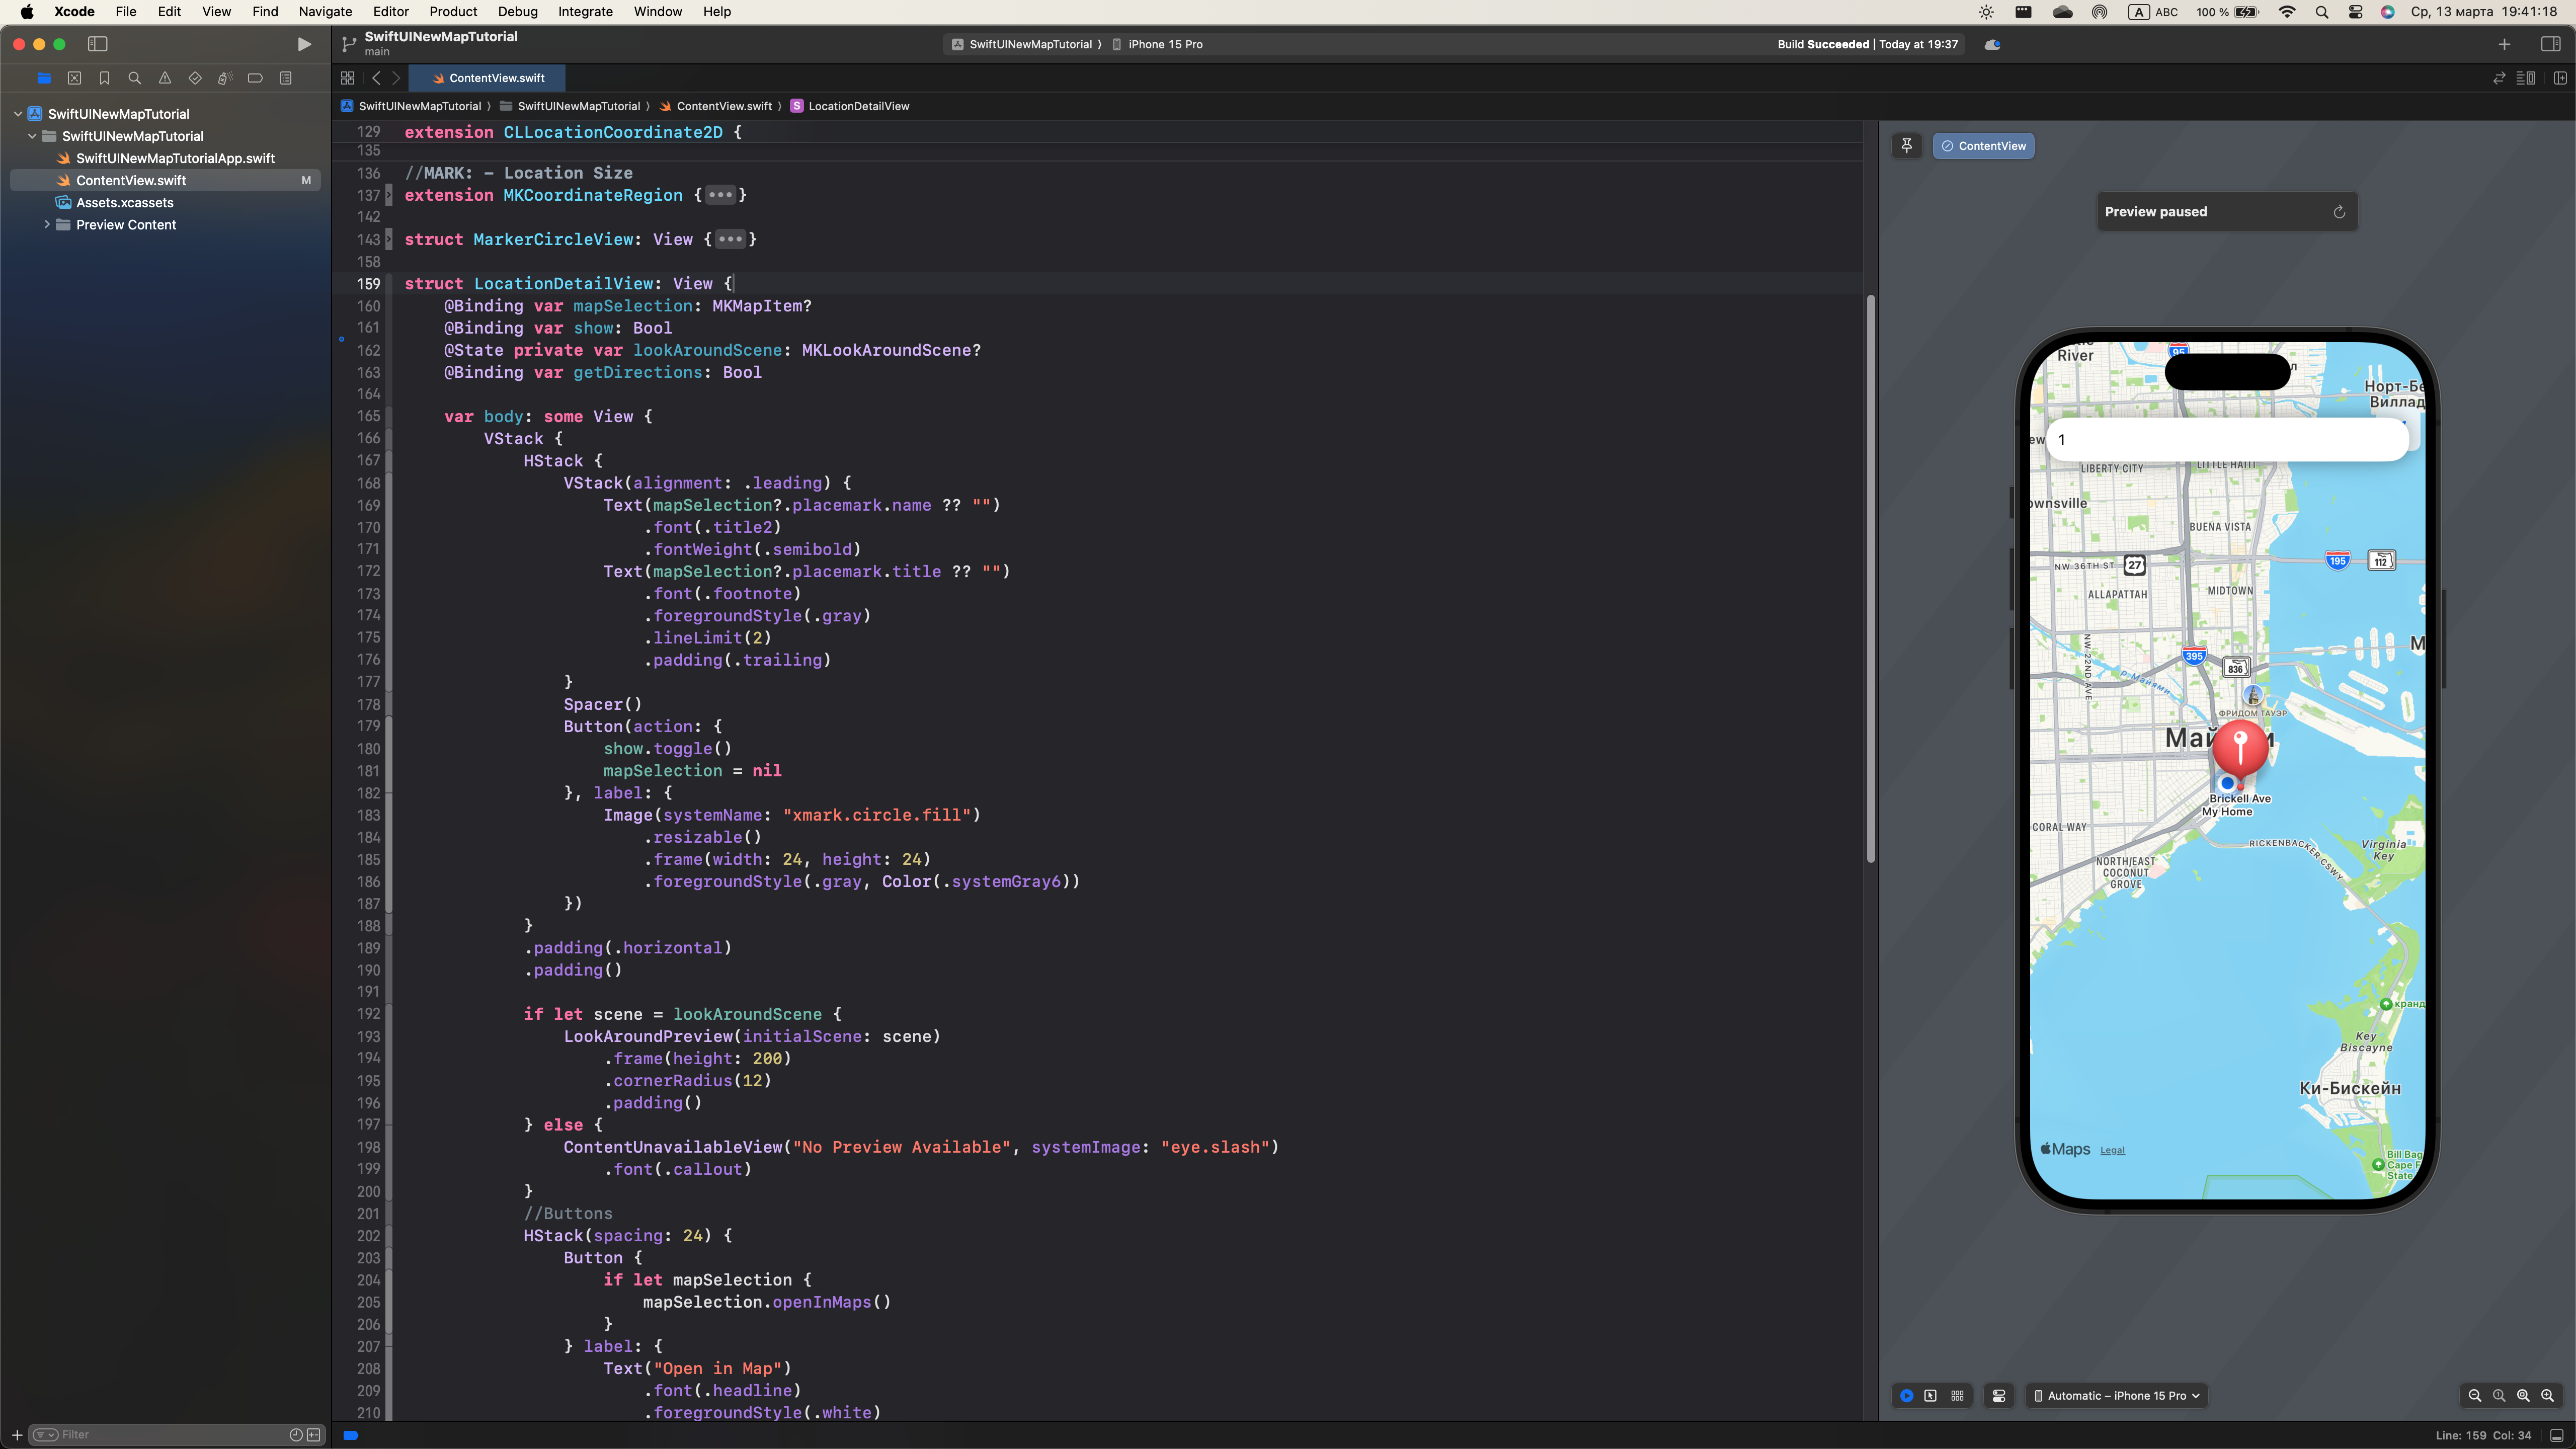 Xcode File Edit View Find Navigate Editor Product Debug Integrate Window Help
A ABC 100 % Ср, 13 марта 19:41:18
SwiftUINewMapTutorial
main
SwiftUINewMapTutorial ⟩ iPhone 15 Pro
Build Succeeded | Today at 19:37
ContentView.swift
SwiftUINewMapTutorial ⟩ SwiftUINewMapTutorial ⟩ ContentView.swift ⟩ S LocationDetailView
SwiftUINewMapTutorial
SwiftUINewMapTutorial
SwiftUINewMapTutorialApp.swift
ContentView.swift M
Assets.xcassets
Preview Content
Filter
129 extension CLLocationCoordinate2D {
135
136 //MARK: - Location Size
137 extension MKCoordinateRegion {•••}
142
143 struct MarkerCircleView: View {•••}
158
159 struct LocationDetailView: View {
160 @Binding var mapSelection: MKMapItem?
161 @Binding var show: Bool
162 @State private var lookAroundScene: MKLookAroundScene?
163 @Binding var getDirections: Bool
164
165 var body: some View {
166 VStack {
167 HStack {
168 VStack(alignment: .leading) {
169 Text(mapSelection?.placemark.name ?? "")
170 .font(.title2)
171 .fontWeight(.semibold)
172 Text(mapSelection?.placemark.title ?? "")
173 .font(.footnote)
174 .foregroundStyle(.gray)
175 .lineLimit(2)
176 .padding(.trailing)
177 }
178 Spacer()
179 Button(action: {
180 show.toggle()
181 mapSelection = nil
182 }, label: {
183 Image(systemName: "xmark.circle.fill")
184 .resizable()
185 .frame(width: 24, height: 24)
186 .foregroundStyle(.gray, Color(.systemGray6))
187 })
188 }
189 .padding(.horizontal)
190 .padding()
191
192 if let scene = lookAroundScene {
193 LookAroundPreview(initialScene: scene)
194 .frame(height: 200)
195 .cornerRadius(12)
196 .padding()
197 } else {
198 ContentUnavailableView("No Preview Available", systemImage: "eye.slash")
199 .font(.callout)
200 }
201 //Buttons
202 HStack(spacing: 24) {
203 Button {
204 if let mapSelection {
205 mapSelection.openInMaps()
206 }
207 } label: {
208 Text("Open in Map")
209 .font(.headline)
210 .foregroundStyle(.white)
ContentView
Preview paused
River
95
Норт-Бе
Виллад
1
LIBERTY CITY
LITTLE HAITI
ownsville
BUENA VISTA
NW 36TH ST
27
195
112
ALLAPATTAH
MIDTOWN
NW 22ND AVE
395
836
р. Майами
ФРИДОМ ТАУЭР
Brickell Ave
My Home
CORAL WAY
RICKENBACKER CSWY
Virginia
Key
NORTH/EAST
COCONUT
GROVE
кранд
Key
Biscayne
Ки-Бискейн
Maps Legal
Bill Bag
Cape F
State
Automatic – iPhone 15 Pro
Line: 159 Col: 34